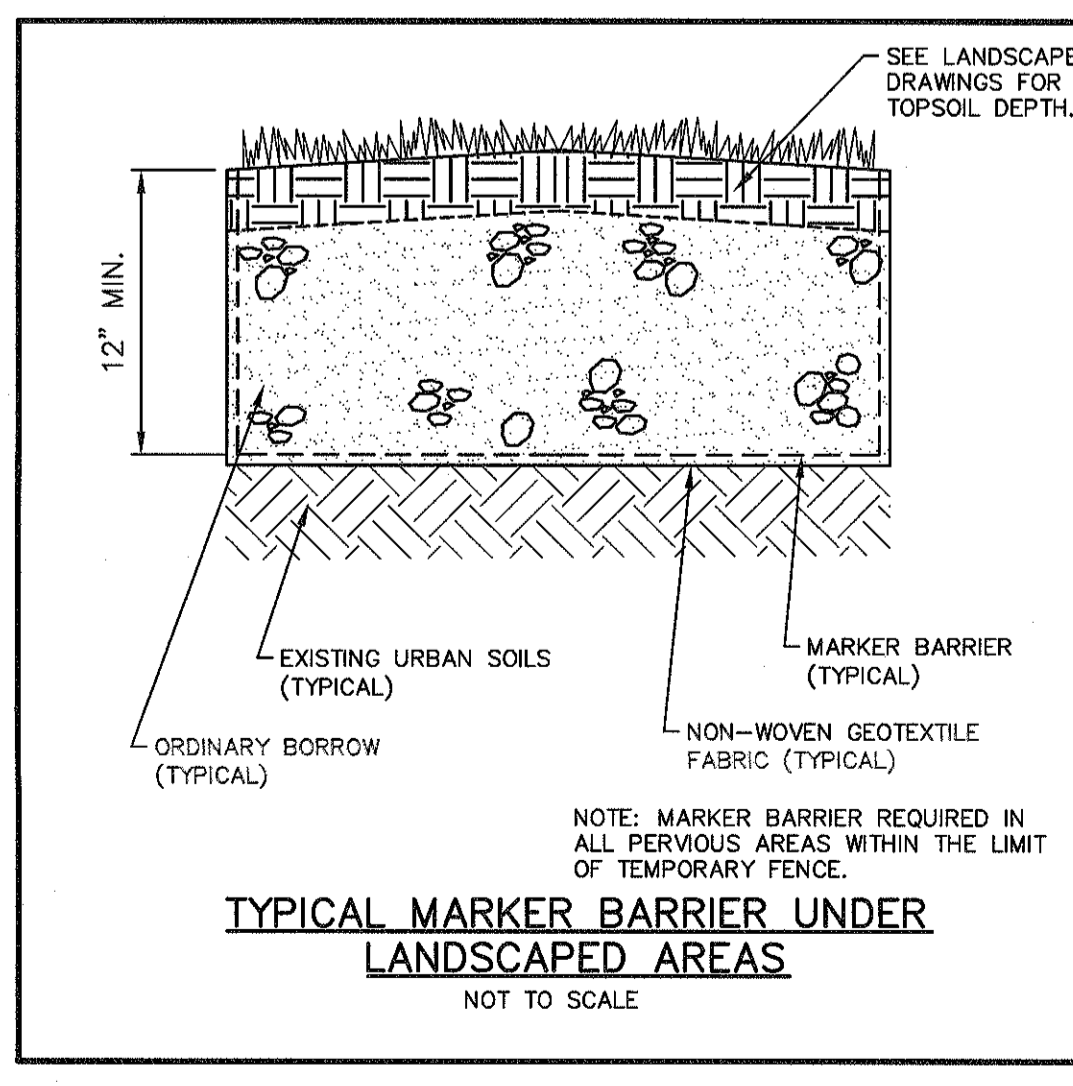 SEE LANDSCAPE
DRAWINGS FOR
TOPSOIL DEPTH.
12" MIN.
EXISTING URBAN SOILS
(TYPICAL)
MARKER BARRIER
(TYPICAL)
ORDINARY BORROW
(TYPICAL)
NON-WOVEN GEOTEXTILE
FABRIC (TYPICAL)
NOTE: MARKER BARRIER REQUIRED IN
ALL PERVIOUS AREAS WITHIN THE LIMIT
OF TEMPORARY FENCE.
TYPICAL MARKER BARRIER UNDER
LANDSCAPED AREAS
NOT TO SCALE